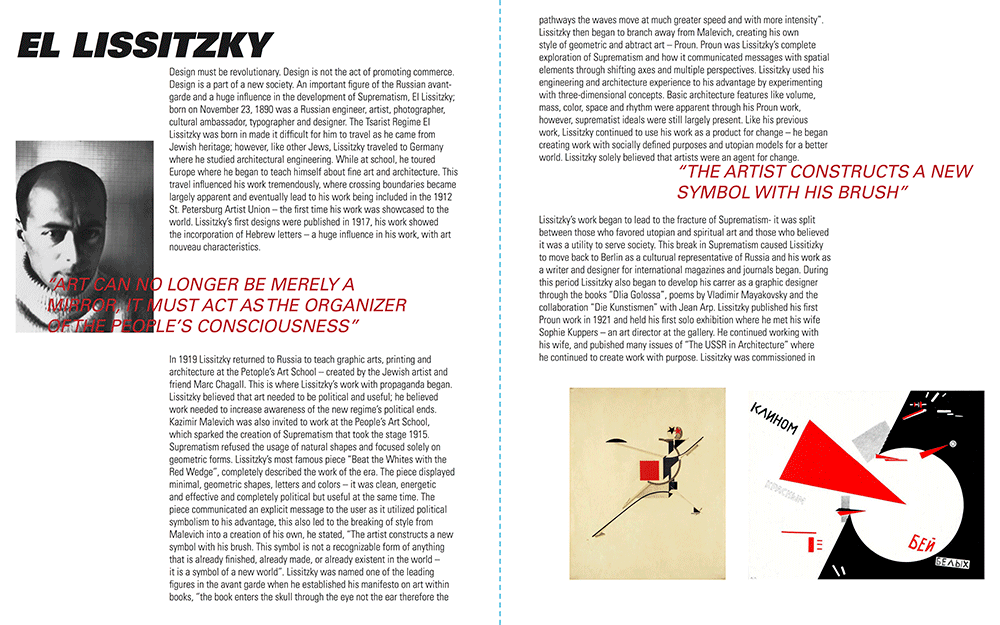 EL LISSITZKY
Design must be revolutionary. Design is not the act of promoting commerce.
Design is a part of a new society. An important figure of the Russian avant-
garde and a huge influence in the development of Suprematism, El Lissitzky;
born on November 23, 1890 was a Russian engineer, artist, photographer,
cultural ambassador, typographer and designer. The Tsarist Regime El
Lissitzky was born in made it difficult for him to travel as he came from
Jewish heritage; however, like other Jews, Lissitzky traveled to Germany
where he studied architectural engineering. While at school, he toured
Europe where he began to teach himself about fine art and architecture. This
travel influenced his work tremendously, where crossing boundaries became
largely apparent and eventually lead to his work being included in the 1912
St. Petersburg Artist Union – the first time his work was showcased to the
world. Lissitzky's first designs were published in 1917, his work showed
the incorporation of Hebrew letters – a huge influence in his work, with art
nouveau characteristics.
"ART CAN NO LONGER BE MERELY A
MIRROR, IT MUST ACT AS THE ORGANIZER
OF THE PEOPLE'S CONSCIOUSNESS"
In 1919 Lissitzky returned to Russia to teach graphic arts, printing and
architecture at the Petople's Art School – created by the Jewish artist and
friend Marc Chagall. This is where Lissitzky's work with propaganda began.
Lissitzky believed that art needed to be political and useful; he believed
work needed to increase awareness of the new regime's political ends.
Kazimir Malevich was also invited to work at the People's Art School,
which sparked the creation of Suprematism that took the stage 1915.
Suprematism refused the usage of natural shapes and focused solely on
geometric forms. Lissitzky's most famous piece "Beat the Whites with the
Red Wedge", completely described the work of the era. The piece displayed
minimal, geometric shapes, letters and colors – it was clean, energetic
and effective and completely political but useful at the same time. The
piece communicated an explicit message to the user as it utilized political
symbolism to his advantage, this also led to the breaking of style from
Malevich into a creation of his own, he stated, "The artist constructs a new
symbol with his brush. This symbol is not a recognizable form of anything
that is already finished, already made, or already existent in the world –
it is a symbol of a new world". Lissitzky was named one of the leading
figures in the avant garde when he established his manifesto on art within
books, "the book enters the skull through the eye not the ear therefore the
pathways the waves move at much greater speed and with more intensity".
Lissitzky then began to branch away from Malevich, creating his own
style of geometric and abtract art – Proun. Proun was Lissitzky's complete
exploration of Suprematism and how it communicated messages with spatial
elements through shifting axes and multiple perspectives. Lissitzky used his
engineering and architecture experience to his advantage by experimenting
with three-dimensional concepts. Basic architecture features like volume,
mass, color, space and rhythm were apparent through his Proun work,
however, suprematist ideals were still largely present. Like his previous
work, Lissitzky continued to use his work as a product for change – he began
creating work with socially defined purposes and utopian models for a better
world. Lissitzky solely believed that artists were an agent for change.
"THE ARTIST CONSTRUCTS A NEW
SYMBOL WITH HIS BRUSH"
Lissitzky's work began to lead to the fracture of Suprematism- it was split
between those who favored utopian and spiritual art and those who believed
it was a utility to serve society. This break in Suprematism caused Lissitzky
to move back to Berlin as a cultural representative of Russia and his work as
a writer and designer for international magazines and journals began. During
this period Lissitzky also began to develop his carrer as a graphic designer
through the books "Dlia Golossa", poems by Vladimir Mayakovsky and the
collaboration "Die Kunstismen" with Jean Arp. Lissitzky published his first
Proun work in 1921 and held his first solo exhibition where he met his wife
Sophie Kuppers – an art director at the gallery. He continued working with
his wife, and pubished many issues of "The USSR in Architecture" where
he continued to create work with purpose. Lissitzky was commissioned in
КЛИНОМ
КРАСНЫМ
БЕЙ
БЕЛЫХ